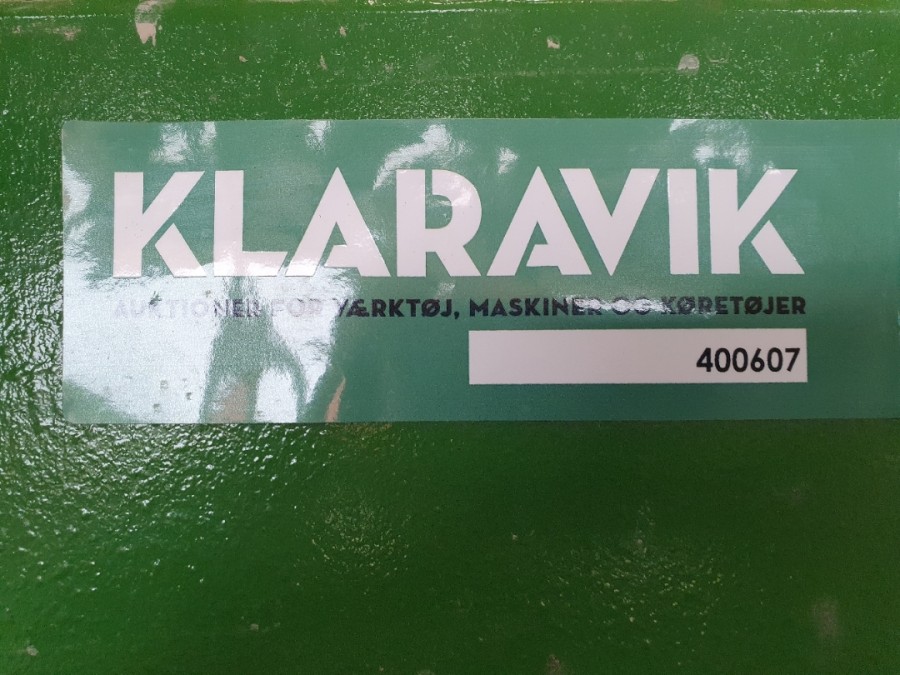 KLARAVIK
AUKTIONER FOR VÆRKTØJ, MASKINER OG KØRETØJER
400607